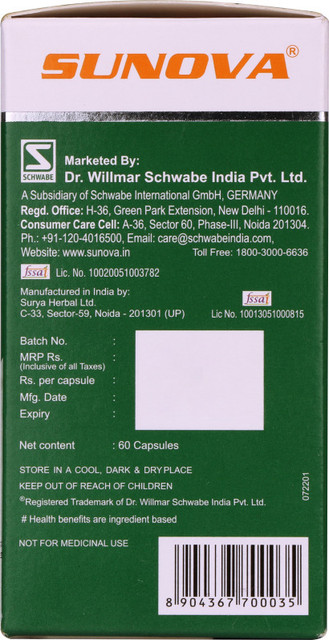 SUNOVA®
S
SCHWABE
Marketed By:
Dr. Willmar Schwabe India Pvt. Ltd.
A Subsidiary of Schwabe International GmbH, GERMANY
Regd. Office: H-36, Green Park Extension, New Delhi - 110016.
Consumer Care Cell: A-36, Sector 60, Phase-III, Noida 201304.
Ph.: +91-120-4016500, Email: care@schwabeindia.com,
Website: www.sunova.in Toll Free: 1800-3000-6636
fssai Lic. No. 10020051003782
Manufactured in India by:
Surya Herbal Ltd.
C-33, Sector-59, Noida - 201301 (UP)
fssai
Lic No. 10013051000815
Batch No. :
MRP Rs. :
(Inclusive of all Taxes)
Rs. per capsule :
Mfg. Date :
Expiry :
Net content : 60 Capsules
STORE IN A COOL, DARK & DRY PLACE
KEEP OUT OF REACH OF CHILDREN
®Registered Trademark of Dr. Willmar Schwabe India Pvt. Ltd.
# Health benefits are ingredient based
NOT FOR MEDICINAL USE
072201
8 904367 700035